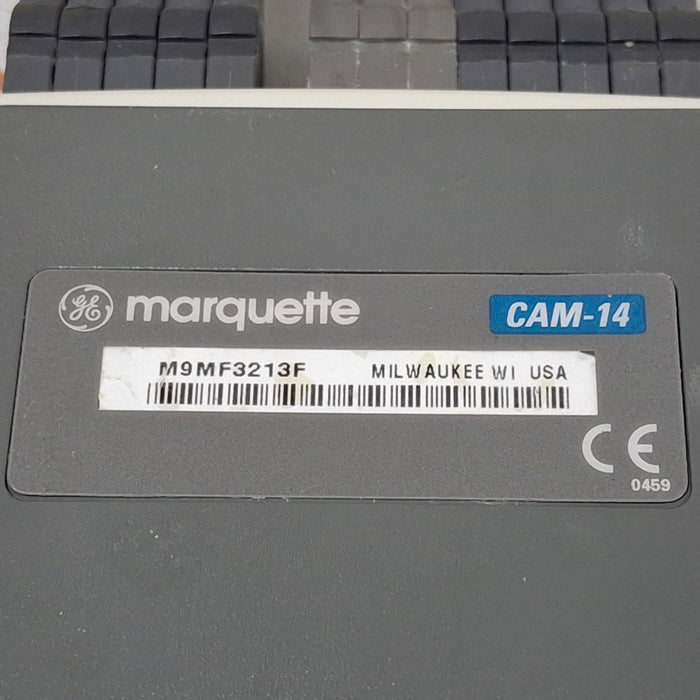 GE marquette CAM-14
M9MF3213F MILWAUKEE WI USA
CE
0459